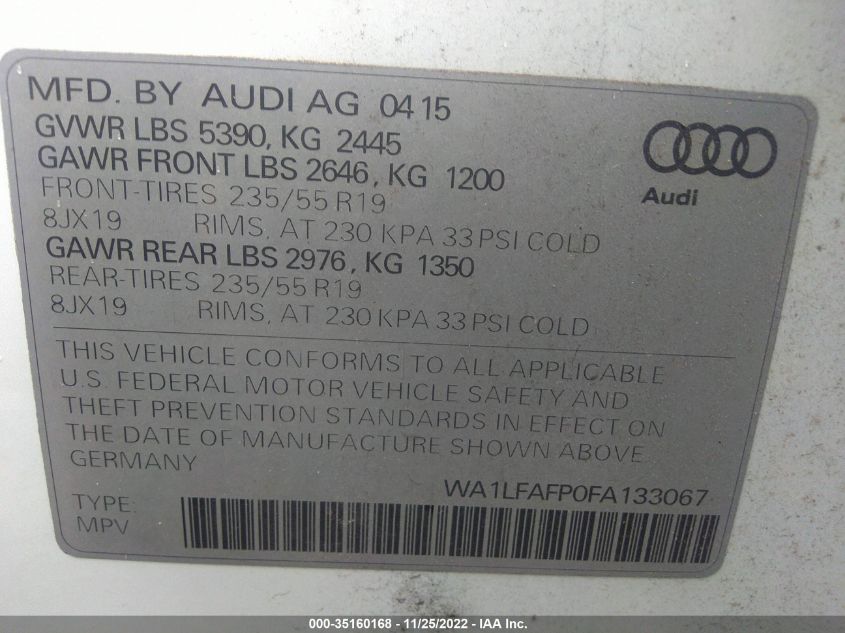 MFD. BY AUDI AG 04 15
GVWR LBS 5390, KG 2445
GAWR FRONT LBS 2646, KG 1200
FRONT-TIRES 235/55 R19
8JX19 RIMS, AT 230 KPA 33 PSI COLD
GAWR REAR LBS 2976, KG 1350
REAR-TIRES 235/55 R19
8JX19 RIMS, AT 230 KPA 33 PSI COLD
Audi
THIS VEHICLE CONFORMS TO ALL APPLICABLE
U.S. FEDERAL MOTOR VEHICLE SAFETY AND
THEFT PREVENTION STANDARDS IN EFFECT ON
THE DATE OF MANUFACTURE SHOWN ABOVE
GERMANY
WA1LFAFP0FA133067
TYPE:
MPV
000-35160168 - 11/25/2022 - IAA Inc.